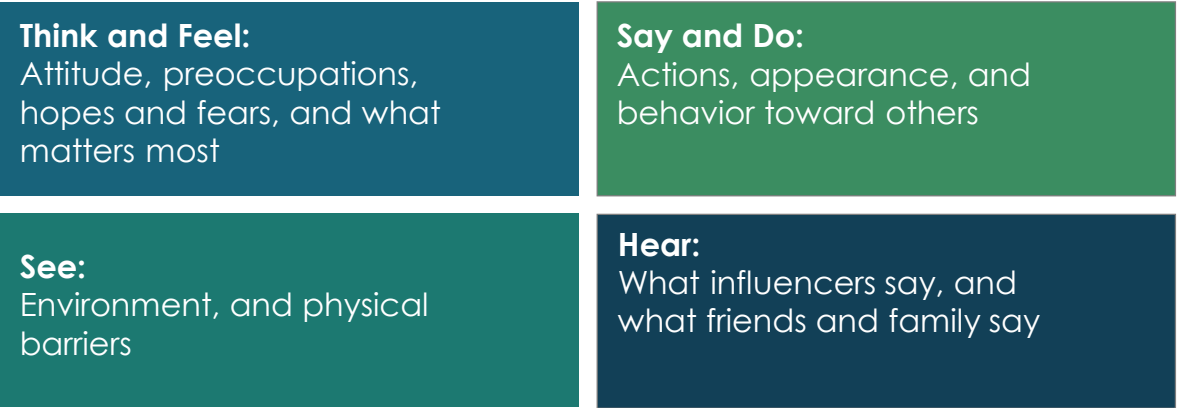 Think and Feel:
Attitude, preoccupations,
hopes and fears, and what
matters most
Say and Do:
Actions, appearance, and
behavior toward others
See:
Environment, and physical
barriers
Hear:
What influencers say, and
what friends and family say